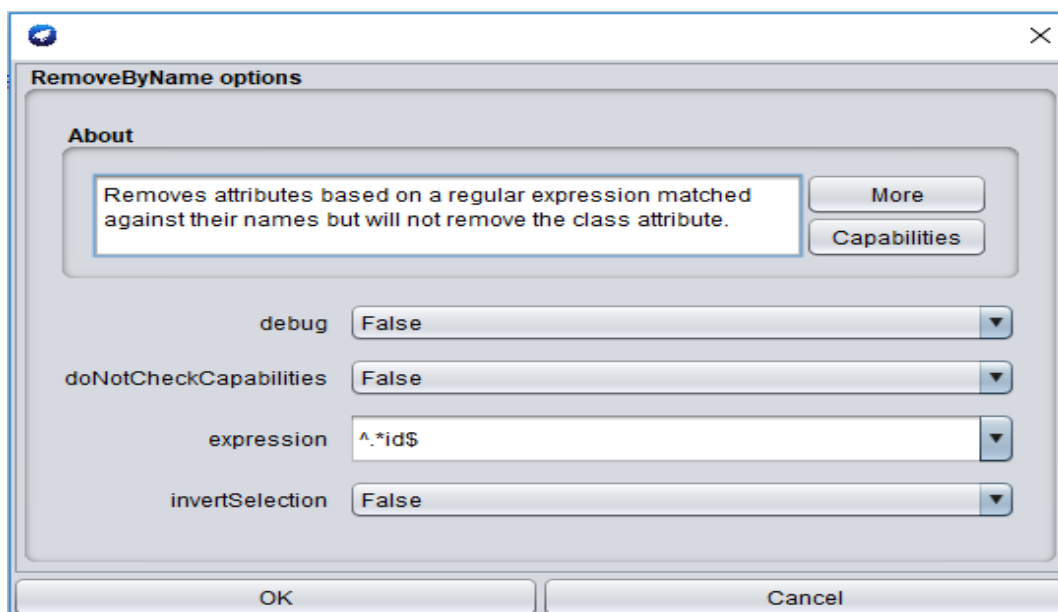 RemoveByName options
About
Removes attributes based on a regular expression matched
against their names but will not remove the class attribute.
More
Capabilities
debug False
doNotCheckCapabilities False
expression ^.*id$
invertSelection False
OK Cancel